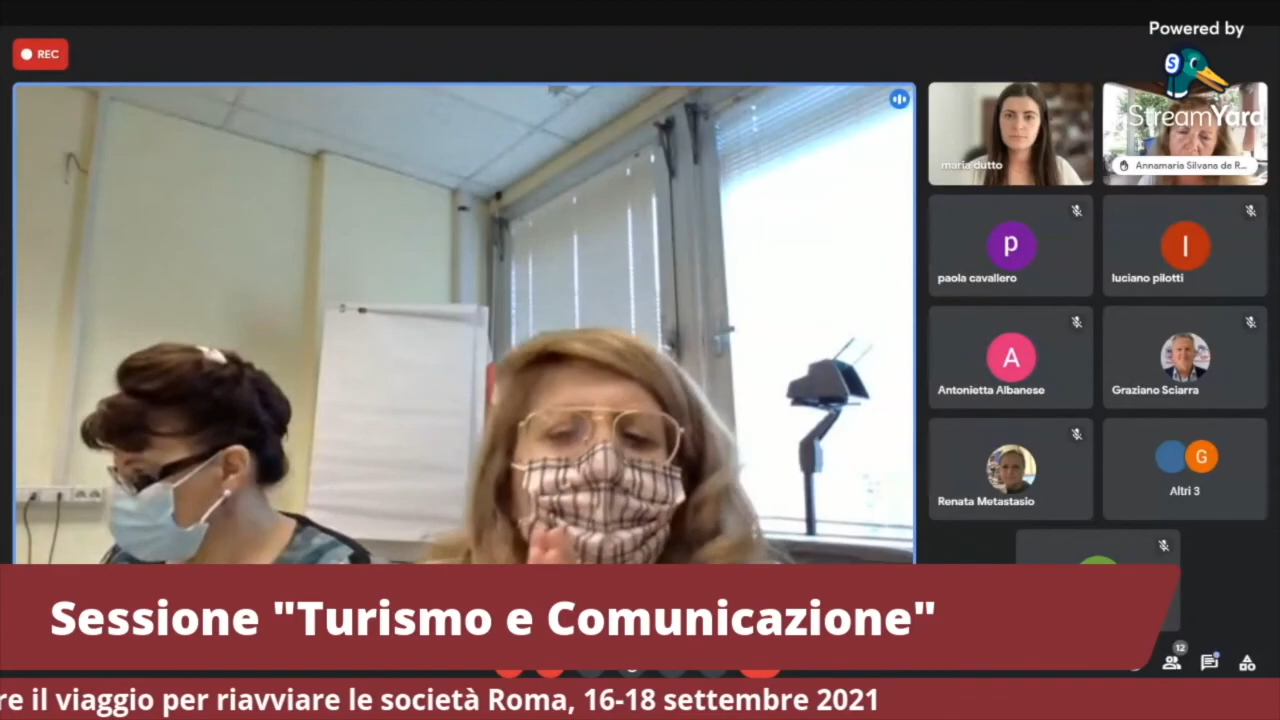 Powered by
REC
S
StreamYard
maria dutto
Annamaria Silvana de R...
p
paola cavallero
l
luciano pilotti
A
Antonietta Albanese
Graziano Sciarra
Renata Metastasio
G
Altri 3
Sessione "Turismo e Comunicazione"
12
re il viaggio per riavviare le società Roma, 16-18 settembre 2021